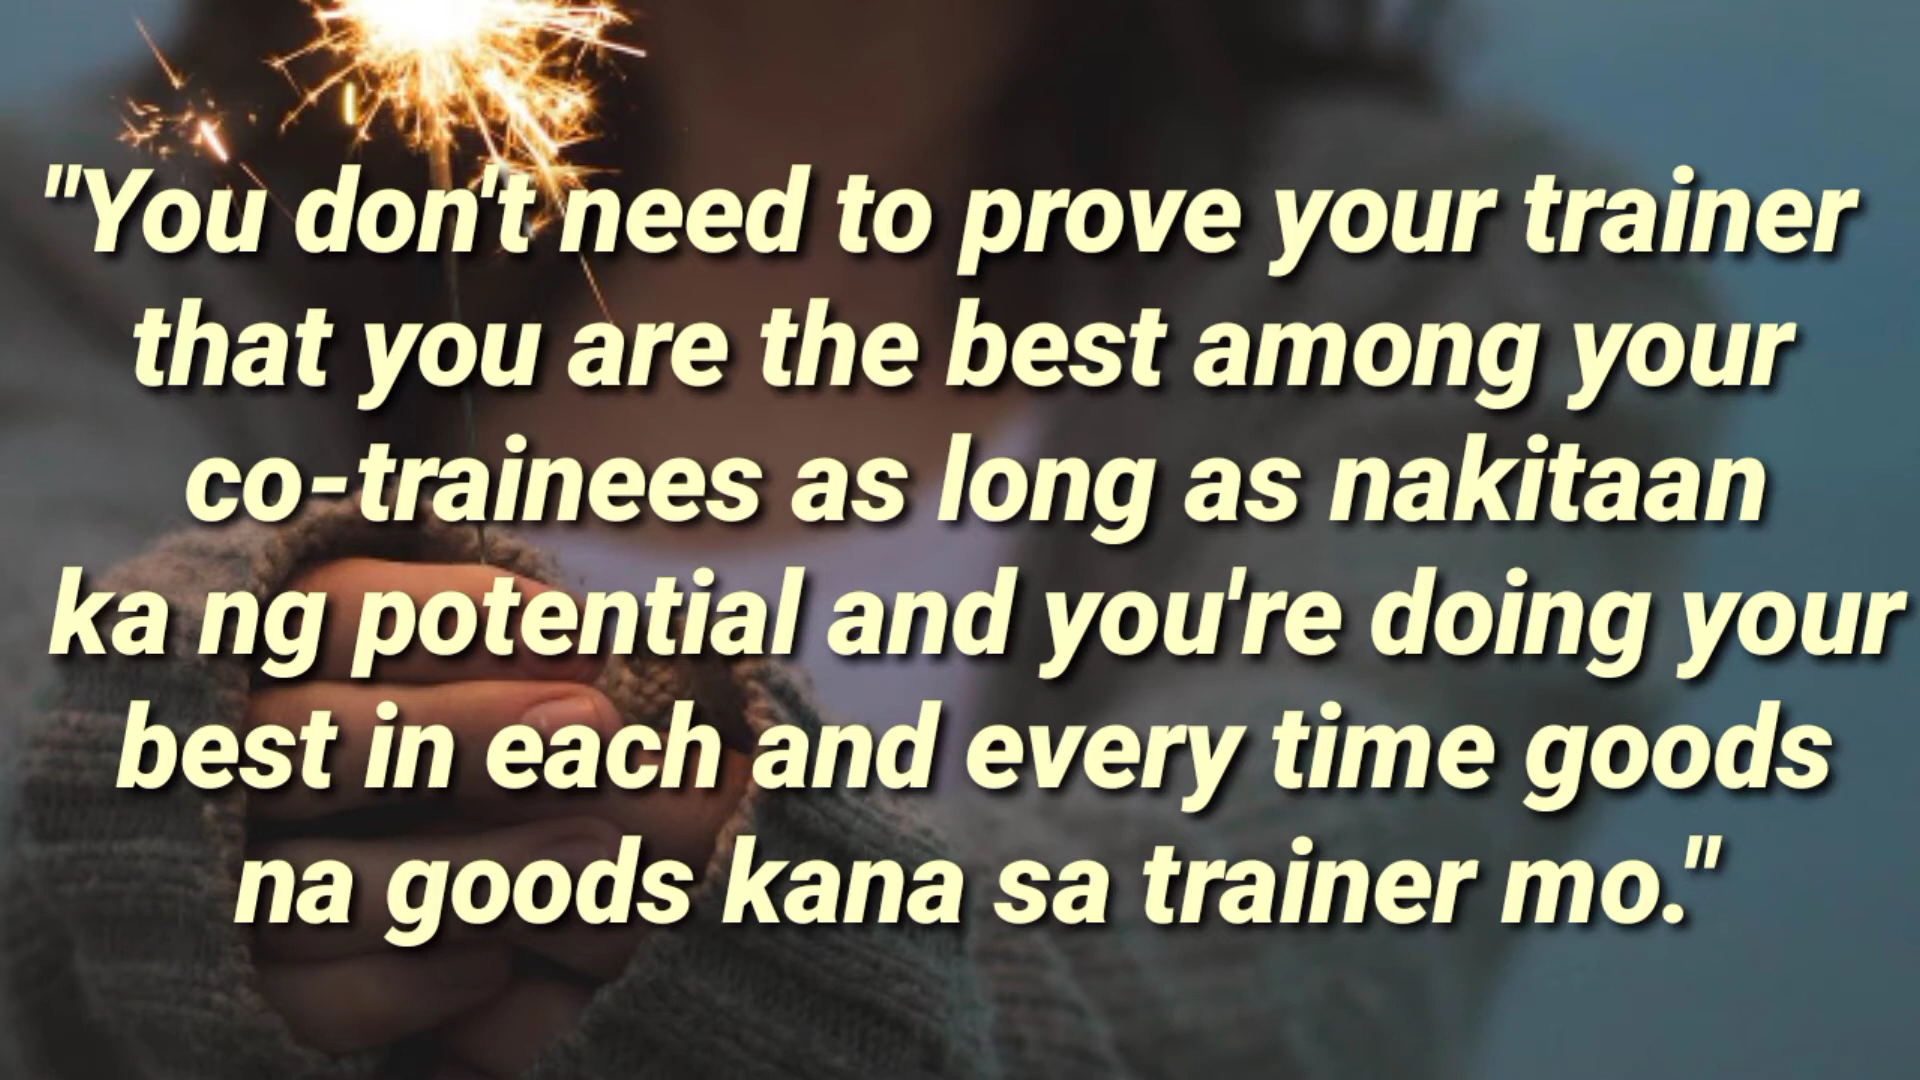 "You don't need to prove your trainer
that you are the best among your
co-trainees as long as nakitaan
ka ng potential and you're doing your
best in each and every time goods
na goods kana sa trainer mo."